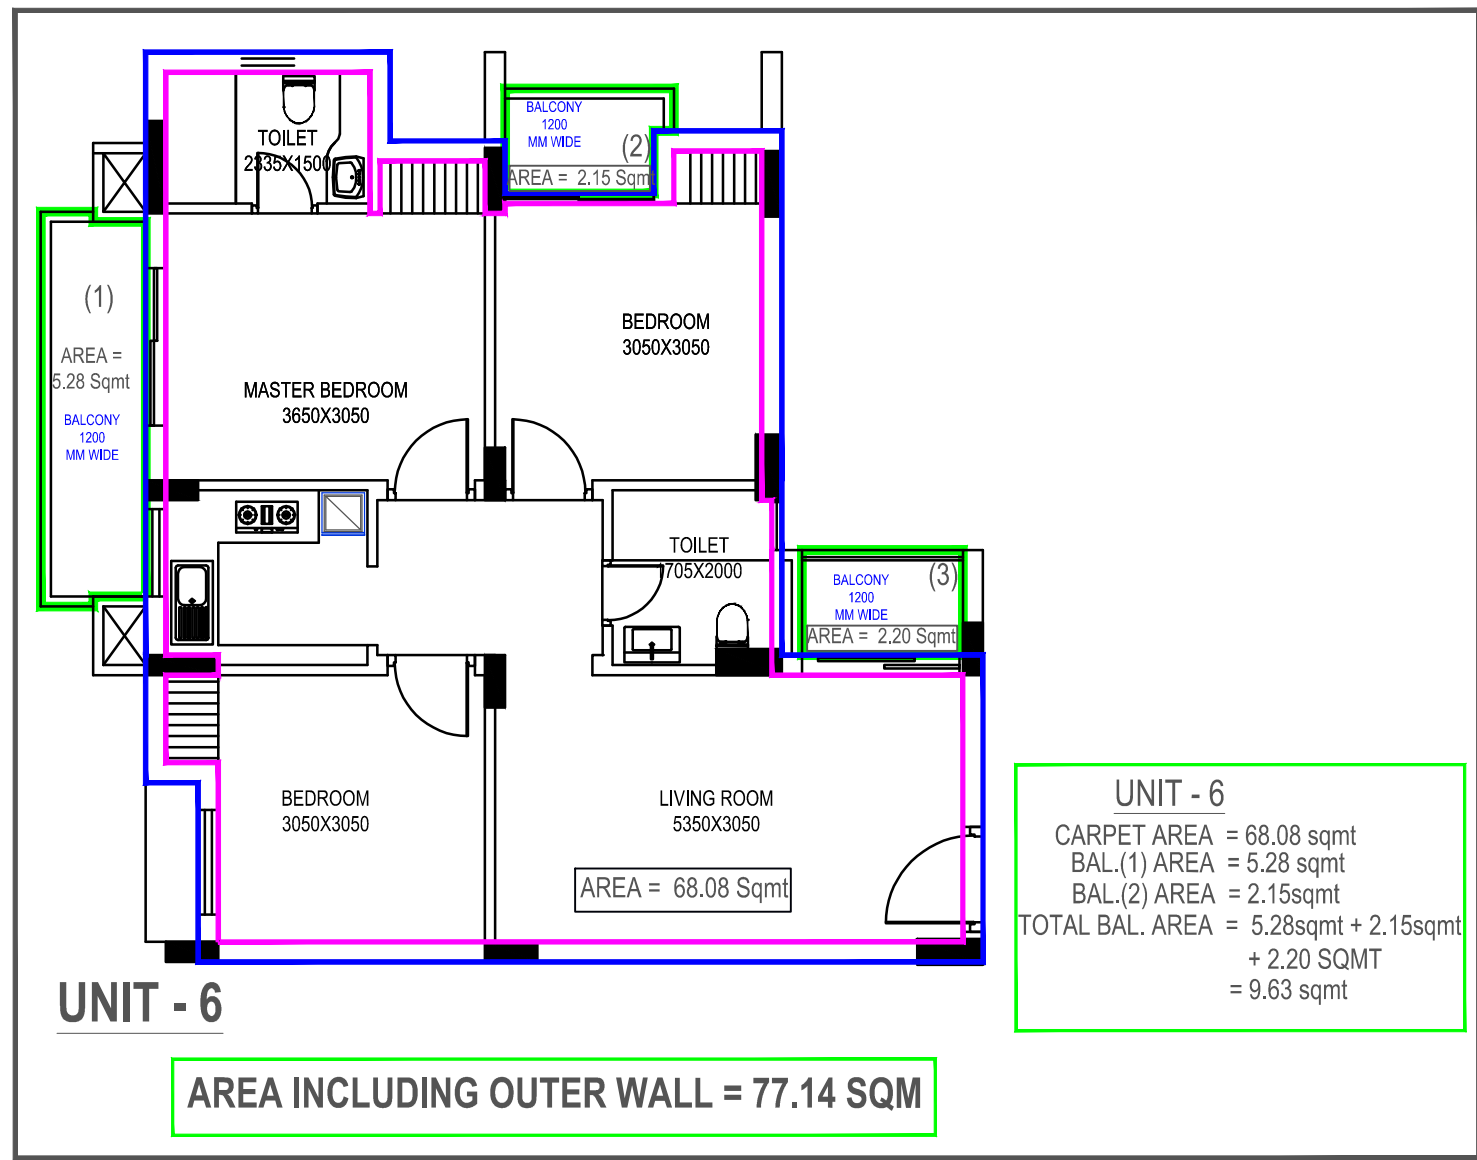 BALCONY
1200
MM WIDE
(2)
AREA = 2.15 Sqmt
TOILET
2335X1500
(1)
AREA =
5.28 Sqmt
BALCONY
1200
MM WIDE
BEDROOM
3050X3050
MASTER BEDROOM
3650X3050
TOILET
1705X2000
(3)
BALCONY
1200
MM WIDE
AREA = 2.20 Sqmt
BEDROOM
3050X3050
LIVING ROOM
5350X3050
AREA = 68.08 Sqmt
UNIT - 6
CARPET AREA = 68.08 sqmt
BAL.(1) AREA = 5.28 sqmt
BAL.(2) AREA = 2.15sqmt
TOTAL BAL. AREA = 5.28sqmt + 2.15sqmt
+ 2.20 SQMT
= 9.63 sqmt
UNIT - 6
AREA INCLUDING OUTER WALL = 77.14 SQM